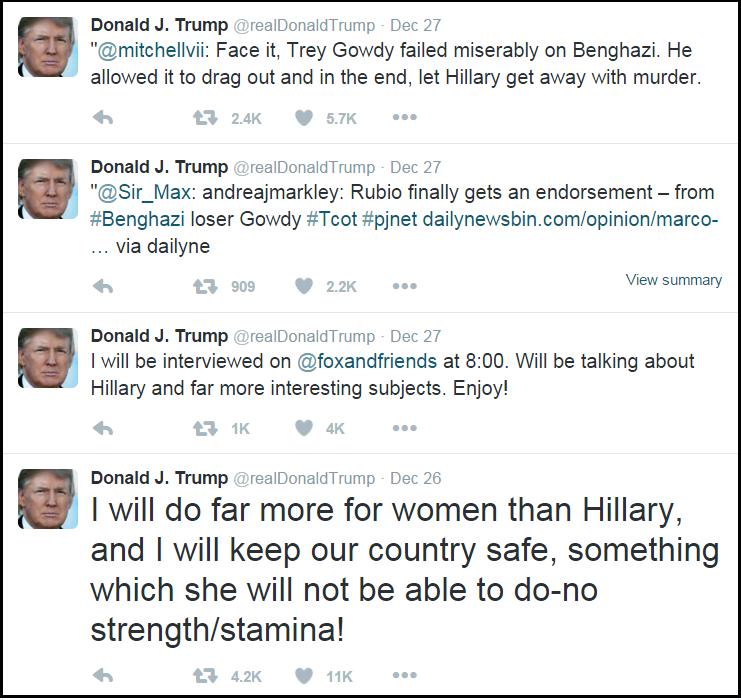 Donald J. Trump @realDonaldTrump · Dec 27
"@mitchellvii: Face it, Trey Gowdy failed miserably on Benghazi. He
allowed it to drag out and in the end, let Hillary get away with murder.
2.4K 5.7K
Donald J. Trump @realDonaldTrump · Dec 27
"@Sir_Max: andreajmarkley: Rubio finally gets an endorsement – from
#Benghazi loser Gowdy #Tcot #pjnet dailynewsbin.com/opinion/marco-
… via dailyne
909 2.2K View summary
Donald J. Trump @realDonaldTrump · Dec 27
I will be interviewed on @foxandfriends at 8:00. Will be talking about
Hillary and far more interesting subjects. Enjoy!
1K 4K
Donald J. Trump @realDonaldTrump · Dec 26
I will do far more for women than Hillary,
and I will keep our country safe, something
which she will not be able to do-no
strength/stamina!
4.2K 11K